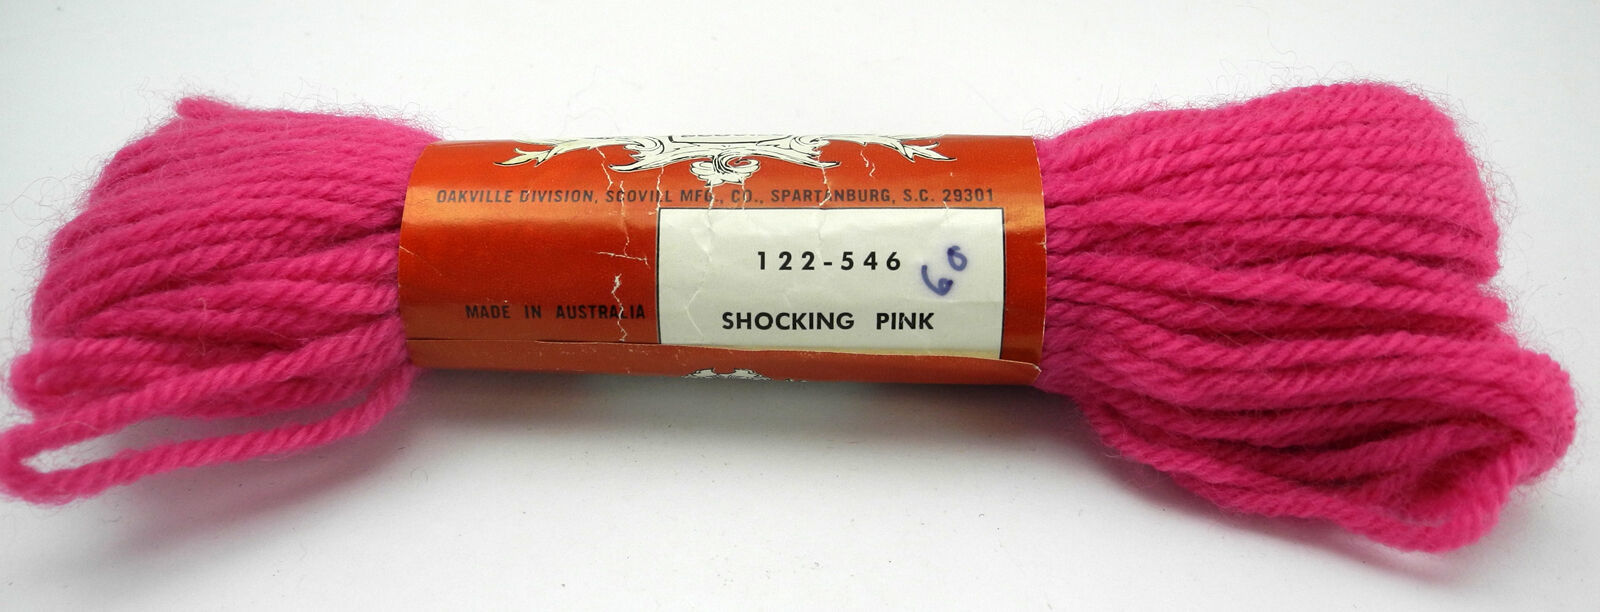 OAKVILLE DIVISION, SCOVILL MFG., CO., SPARTANBURG, S.C. 29301
122-546 60
MADE IN AUSTRALIA
SHOCKING PINK